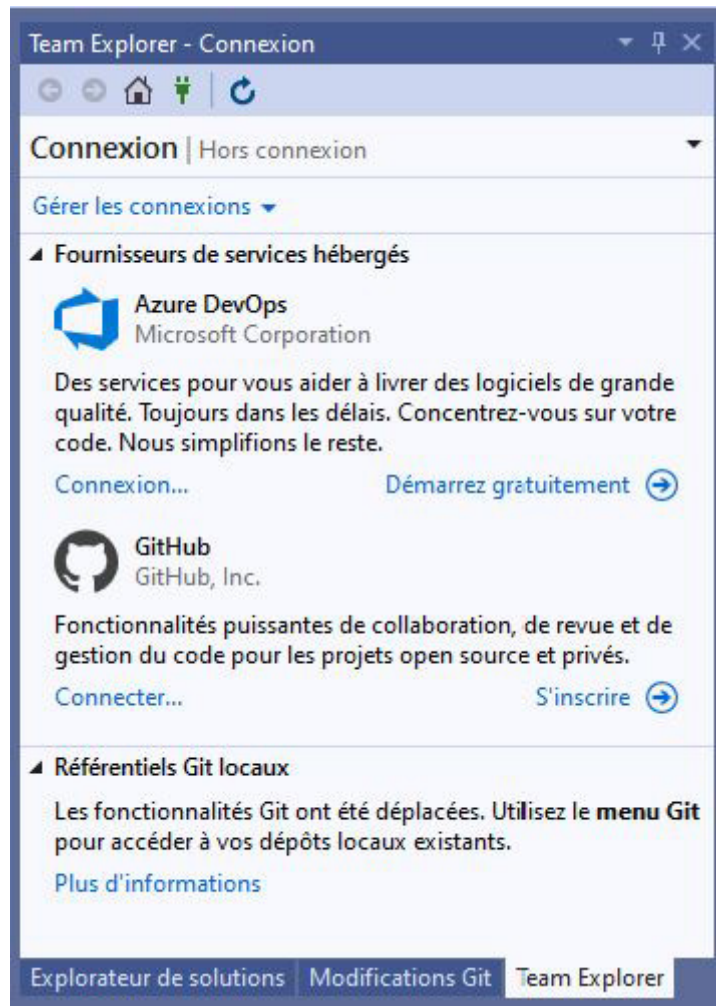 Team Explorer - Connexion
Connexion | Hors connexion
Gérer les connexions
Fournisseurs de services hébergés
Azure DevOps
Microsoft Corporation
Des services pour vous aider à livrer des logiciels de grande
qualité. Toujours dans les délais. Concentrez-vous sur votre
code. Nous simplifions le reste.
Connexion... Démarrez gratuitement
GitHub
GitHub, Inc.
Fonctionnalités puissantes de collaboration, de revue et de
gestion du code pour les projets open source et privés.
Connecter... S'inscrire
Référentiels Git locaux
Les fonctionnalités Git ont été déplacées. Utilisez le menu Git
pour accéder à vos dépôts locaux existants.
Plus d'informations
Explorateur de solutions Modifications Git Team Explorer